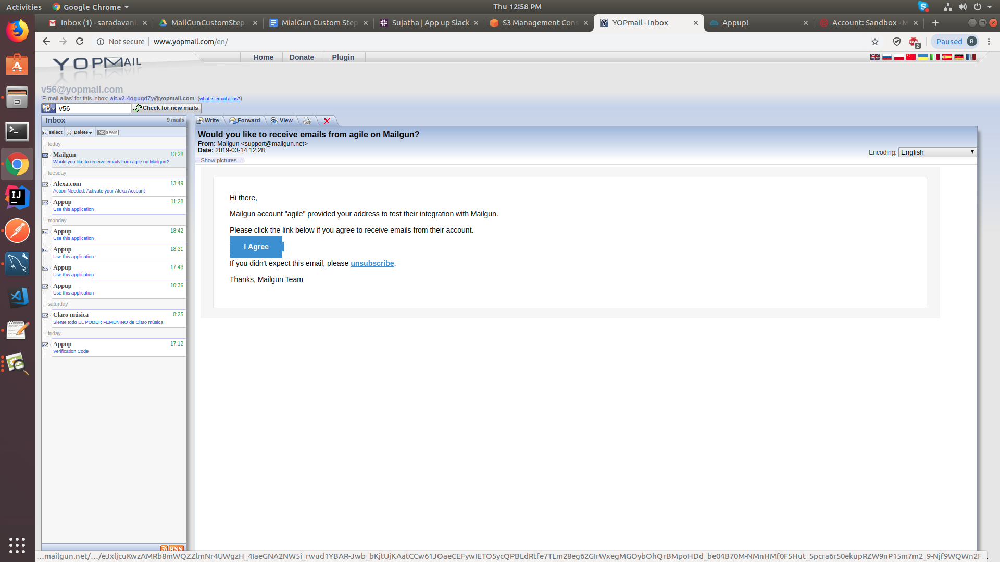 Activities
Google Chrome
Thu 12:58 PM
Inbox (1) - saradavani
MailGunCustomStep
MialGun Custom Step
Sujatha | App up Slack
S3 Management Cons
YOPmail - Inbox
Appup!
Account: Sandbox - M
Not secure
www.yopmail.com/en/
2
Paused
R
YOPMAIL
Home
Donate
Plugin
v56@yopmail.com
'E-mail alias' for this inbox: alt.v2-4oguqd7y@yopmail.com (what is email alias?)
v56
Check for new mails
Inbox
9 mails
select
Delete
NO SPAM
today
Mailgun
13:28
Would you like to receive emails from agile on Mailgun?
tuesday
Alexa.com
13:49
Action Needed: Activate your Alexa Account
Appup
11:28
Use this application
monday
Appup
18:42
Use this application
Appup
18:31
Use this application
Appup
17:43
Use this application
Appup
10:36
Use this application
saturday
Claro música
8:25
Siente todo EL PODER FEMENINO de Claro música
friday
Appup
17:12
Verification Code
RSS
Write
Forward
View
Would you like to receive emails from agile on Mailgun?
From: Mailgun <support@mailgun.net>
Date: 2019-03-14 12:28
Encoding:
English
-- Show pictures. --
Hi there,
Mailgun account "agile" provided your address to test their integration with Mailgun.
Please click the link below if you agree to receive emails from their account.
I Agree
If you didn't expect this email, please unsubscribe.
Thanks, Mailgun Team